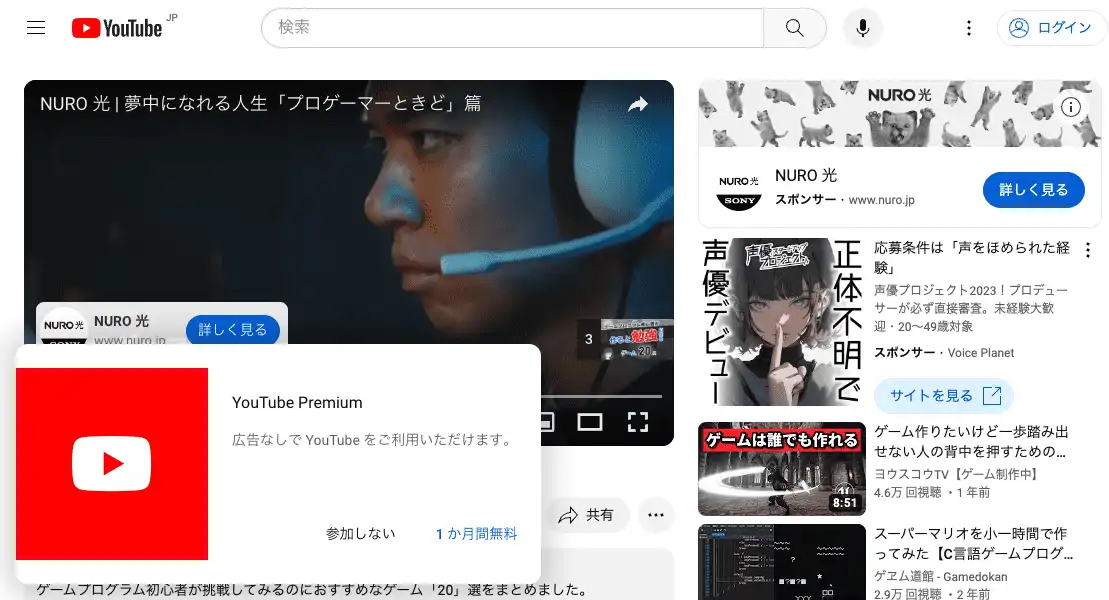 YouTube JP
検索
ログイン
NURO 光 | 夢中になれる人生「プロゲーマーときど」篇
NURO 光
NURO 光
www.nuro.jp
詳しく見る
3
作ると勉強
ゲーム20選
YouTube Premium
広告なしで YouTube をご利用いただけます。
参加しない
1 か月間無料
共有
ゲームプログラム初心者が挑戦してみるのにおすすめなゲーム「20」選をまとめました。
NURO 光
NURO 光
SONY
NURO 光
スポンサー・www.nuro.jp
詳しく見る
声優デビュー
正体不明で
応募条件は「声をほめられた経
験」
声優プロジェクト2023！プロデュー
サーが必ず直接審査。未経験大歓
迎・20〜49歳対象
スポンサー・Voice Planet
サイトを見る
ゲームは誰でも作れる
8:51
ゲーム作りたいけど一歩踏み出
せない人の背中を押すための...
ヨウスコウTV【ゲーム制作中】
4.6万 回視聴・1 年前
スーパーマリオを小一時間で作
ってみた【C言語ゲームプログ...
ゲヱム道館 - Gamedokan
2.9万 回視聴・2 年前